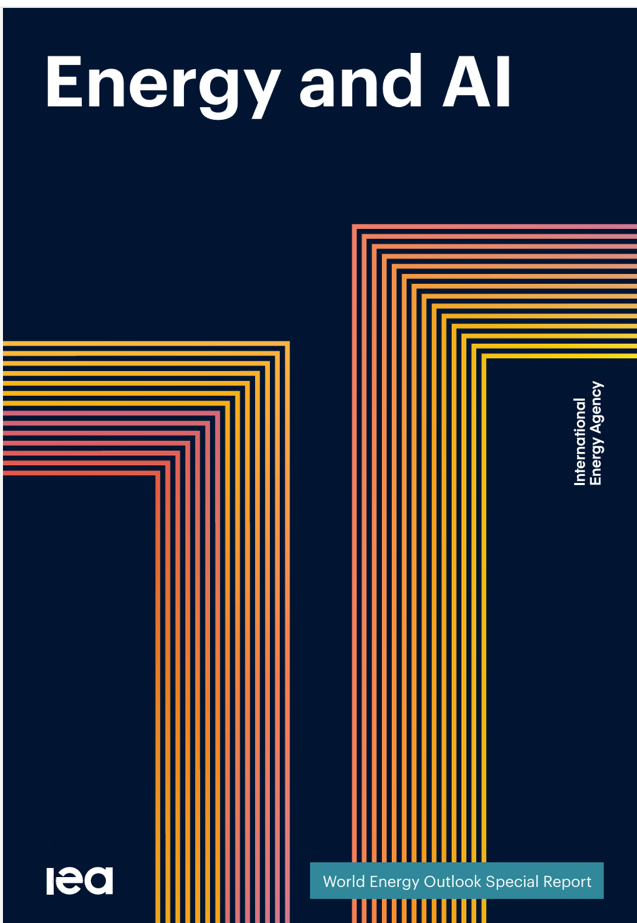 Energy and AI
International
Energy Agency
iea
World Energy Outlook Special Report